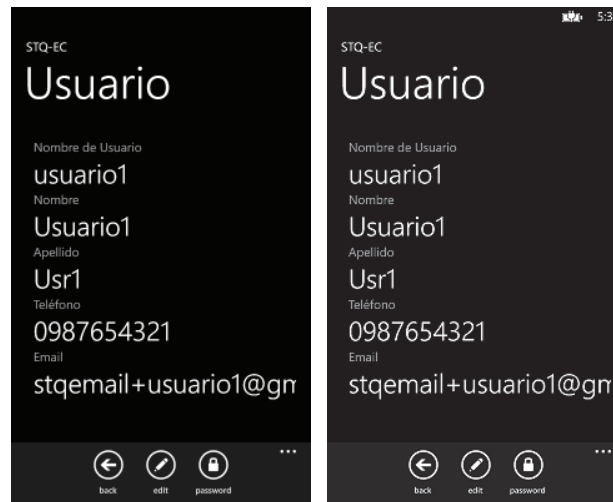 STQ-EC
Usuario
Nombre de Usuario
usuario1
Nombre
Usuario1
Apellido
Usr1
Teléfono
0987654321
Email
stqemail+usuario1@gm
...
back edit password
5:3
STQ-EC
Usuario
Nombre de Usuario
usuario1
Nombre
Usuario1
Apellido
Usr1
Teléfono
0987654321
Email
stqemail+usuario1@gm
...
back edit password